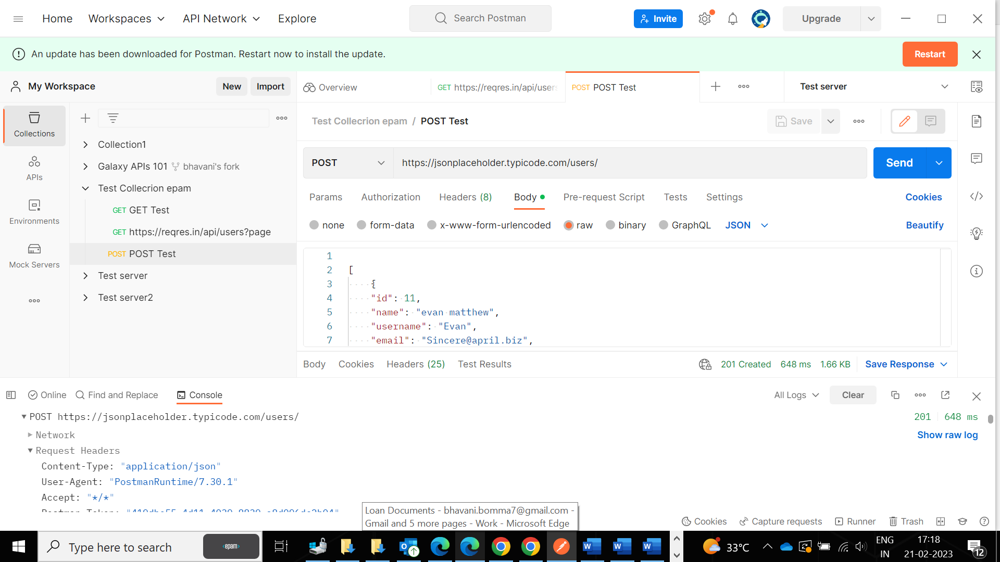 Home
Workspaces
API Network
Explore
Search Postman
Invite
Upgrade
An update has been downloaded for Postman. Restart now to install the update.
Restart
My Workspace
New
Import
Overview
GET https://reqres.in/api/users
POST POST Test
Test server
Collections
APIs
Environments
Mock Servers
Collection1
Galaxy APIs 101 bhavani's fork
Test Collecrion epam
GET GET Test
GET https://reqres.in/api/users?page
POST POST Test
Test server
Test server2
Test Collecrion epam / POST Test
Save
POST
https://jsonplaceholder.typicode.com/users/
Send
Params
Authorization
Headers (8)
Body
Pre-request Script
Tests
Settings
Cookies
none
form-data
x-www-form-urlencoded
raw
binary
GraphQL
JSON
Beautify
1
2 [
3 {
4 "id": 11,
5 "name": "evan matthew",
6 "username": "Evan",
7 "email": "Sincere@april.biz",
Body
Cookies
Headers (25)
Test Results
201 Created
648 ms
1.66 KB
Save Response
Online
Find and Replace
Console
All Logs
Clear
POST https://jsonplaceholder.typicode.com/users/
201
648 ms
Network
Show raw log
Request Headers
Content-Type: "application/json"
User-Agent: "PostmanRuntime/7.30.1"
Accept: "*/*"
Loan Documents - bhavani.bomma7@gmail.com -
Gmail and 5 more pages - Work - Microsoft Edge
Cookies
Capture requests
Runner
Trash
Type here to search
<epam>
33°C
ENG
IN
17:18
21-02-2023
12